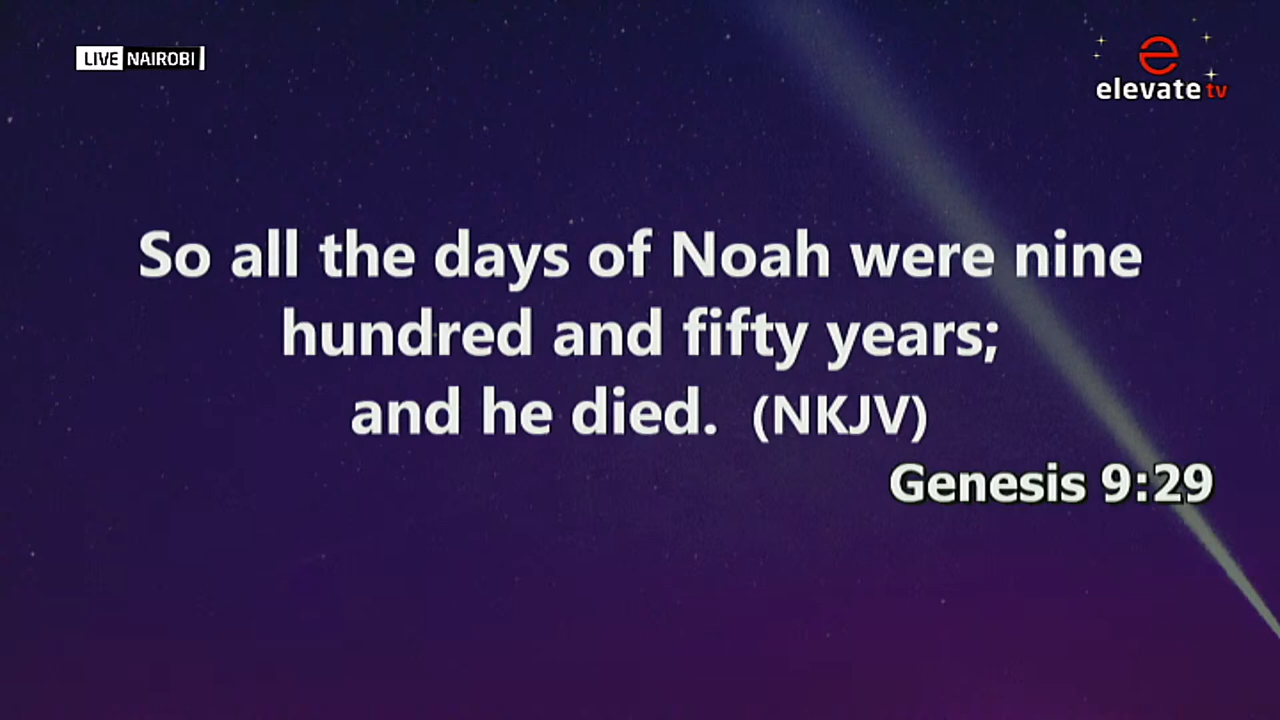 LIVE NAIROBI
elevate tv
So all the days of Noah were nine
hundred and fifty years;
and he died. (NKJV)
Genesis 9:29